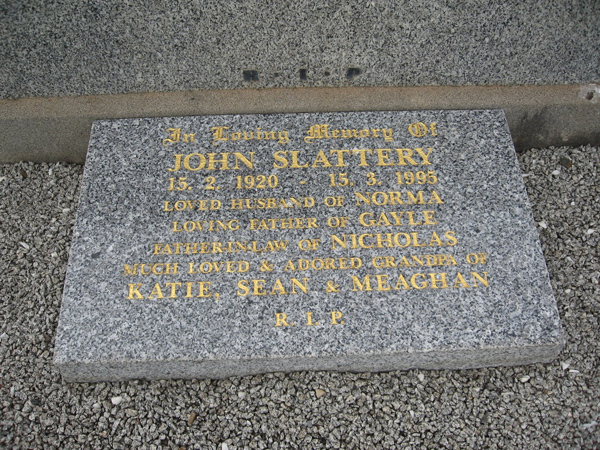 R. I. P
In Loving Memory Of
JOHN SLATTERY
15. 2. 1920 - 15. 3. 1995
LOVED HUSBAND OF NORMA
LOVING FATHER OF GAYLE
FATHER-IN-LAW OF NICHOLAS
MUCH LOVED & ADORED GRANDPA OF
KATIE, SEAN & MEAGHAN
R. I. P.